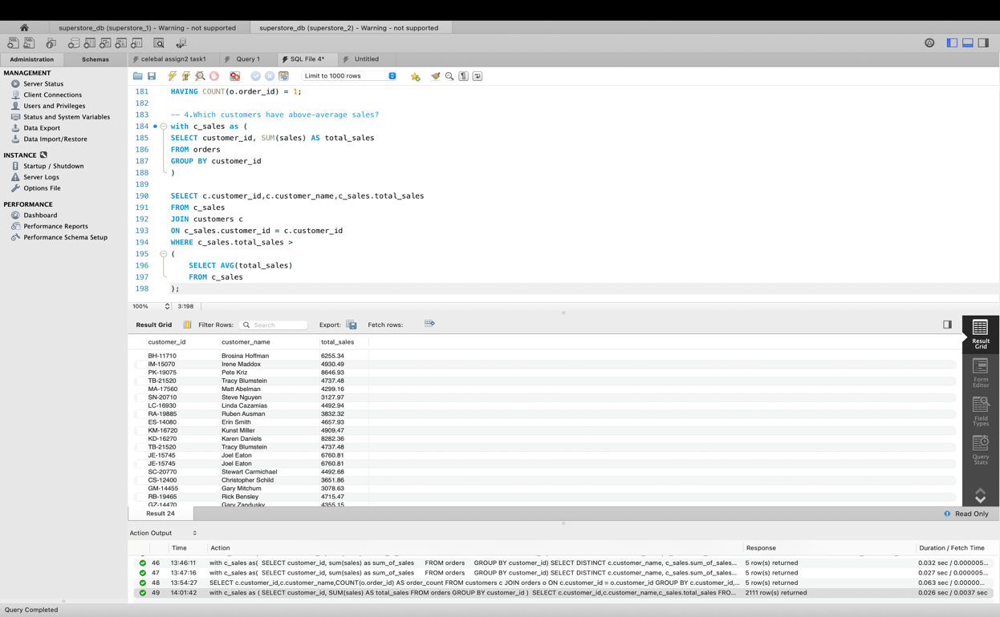 superstore_db (superstore_1) - Warning - not supported
superstore_db (superstore_2) - Warning - not supported
Administration
Schemas
MANAGEMENT
Server Status
Client Connections
Users and Privileges
Status and System Variables
Data Export
Data Import/Restore
INSTANCE
Startup / Shutdown
Server Logs
Options File
PERFORMANCE
Dashboard
Performance Reports
Performance Schema Setup
celebal assign2 task1
Query 1
SQL File 4*
Untitled
Limit to 1000 rows
181 HAVING COUNT(o.order_id) = 1;
182
183 -- 4.Which customers have above-average sales?
184 with c_sales as (
185 SELECT customer_id, SUM(sales) AS total_sales
186 FROM orders
187 GROUP BY customer_id
188 )
189
190 SELECT c.customer_id,c.customer_name,c_sales.total_sales
191 FROM c_sales
192 JOIN customers c
193 ON c_sales.customer_id = c.customer_id
194 WHERE c_sales.total_sales >
195 (
196 SELECT AVG(total_sales)
197 FROM c_sales
198 );
100% 3:198
Result Grid Filter Rows: Search Export: Fetch rows:
customer_id customer_name total_sales
BH-11710 Brosina Hoffman 6255.34
IM-15070 Irene Maddox 4930.49
PK-19075 Pete Kriz 8646.93
TB-21520 Tracy Blumstein 4737.48
MA-17560 Matt Abelman 4299.16
SN-20710 Steve Nguyen 3127.97
LC-16930 Linda Cazamias 4492.94
RA-19885 Ruben Ausman 3832.32
ES-14080 Erin Smith 4657.93
KM-16720 Kunst Miller 4909.47
KD-16270 Karen Daniels 8282.36
TB-21520 Tracy Blumstein 4737.48
JE-15745 Joel Eaton 6760.81
JE-15745 Joel Eaton 6760.81
SC-20770 Stewart Carmichael 4492.68
CS-12400 Christopher Schild 3651.86
GM-14455 Gary Mitchum 3078.63
RB-19465 Rick Bensley 4715.47
GZ-14470 Gary Zandusky 4355.15
Result Grid
Form Editor
Field Types
Query Stats
Result 24
Read Only
Action Output
Time Action Response Duration / Fetch Time
46 13:46:11 with c_sales as( SELECT customer_id, sum(sales) as sum_of_sales FROM orders GROUP BY customer_id) SELECT DISTINCT c.customer_name, c_sales.sum_of_sales... 5 row(s) returned 0.032 sec / 0.000005...
47 13:47:16 with c_sales as( SELECT customer_id, sum(sales) as sum_of_sales FROM orders GROUP BY customer_id) SELECT DISTINCT c.customer_name, c_sales.sum_of_sales... 5 row(s) returned 0.027 sec / 0.000005...
48 13:54:27 SELECT c.customer_id,c.customer_name,COUNT(o.order_id) AS order_count FROM customers c JOIN orders o ON c.customer_id = o.customer_id GROUP BY c.customer_id,... 5 row(s) returned 0.063 sec / 0.00000...
49 14:01:42 with c_sales as ( SELECT customer_id, SUM(sales) AS total_sales FROM orders GROUP BY customer_id ) SELECT c.customer_id,c.customer_name,c_sales.total_sales FRO... 2111 row(s) returned 0.026 sec / 0.0037 sec
Query Completed